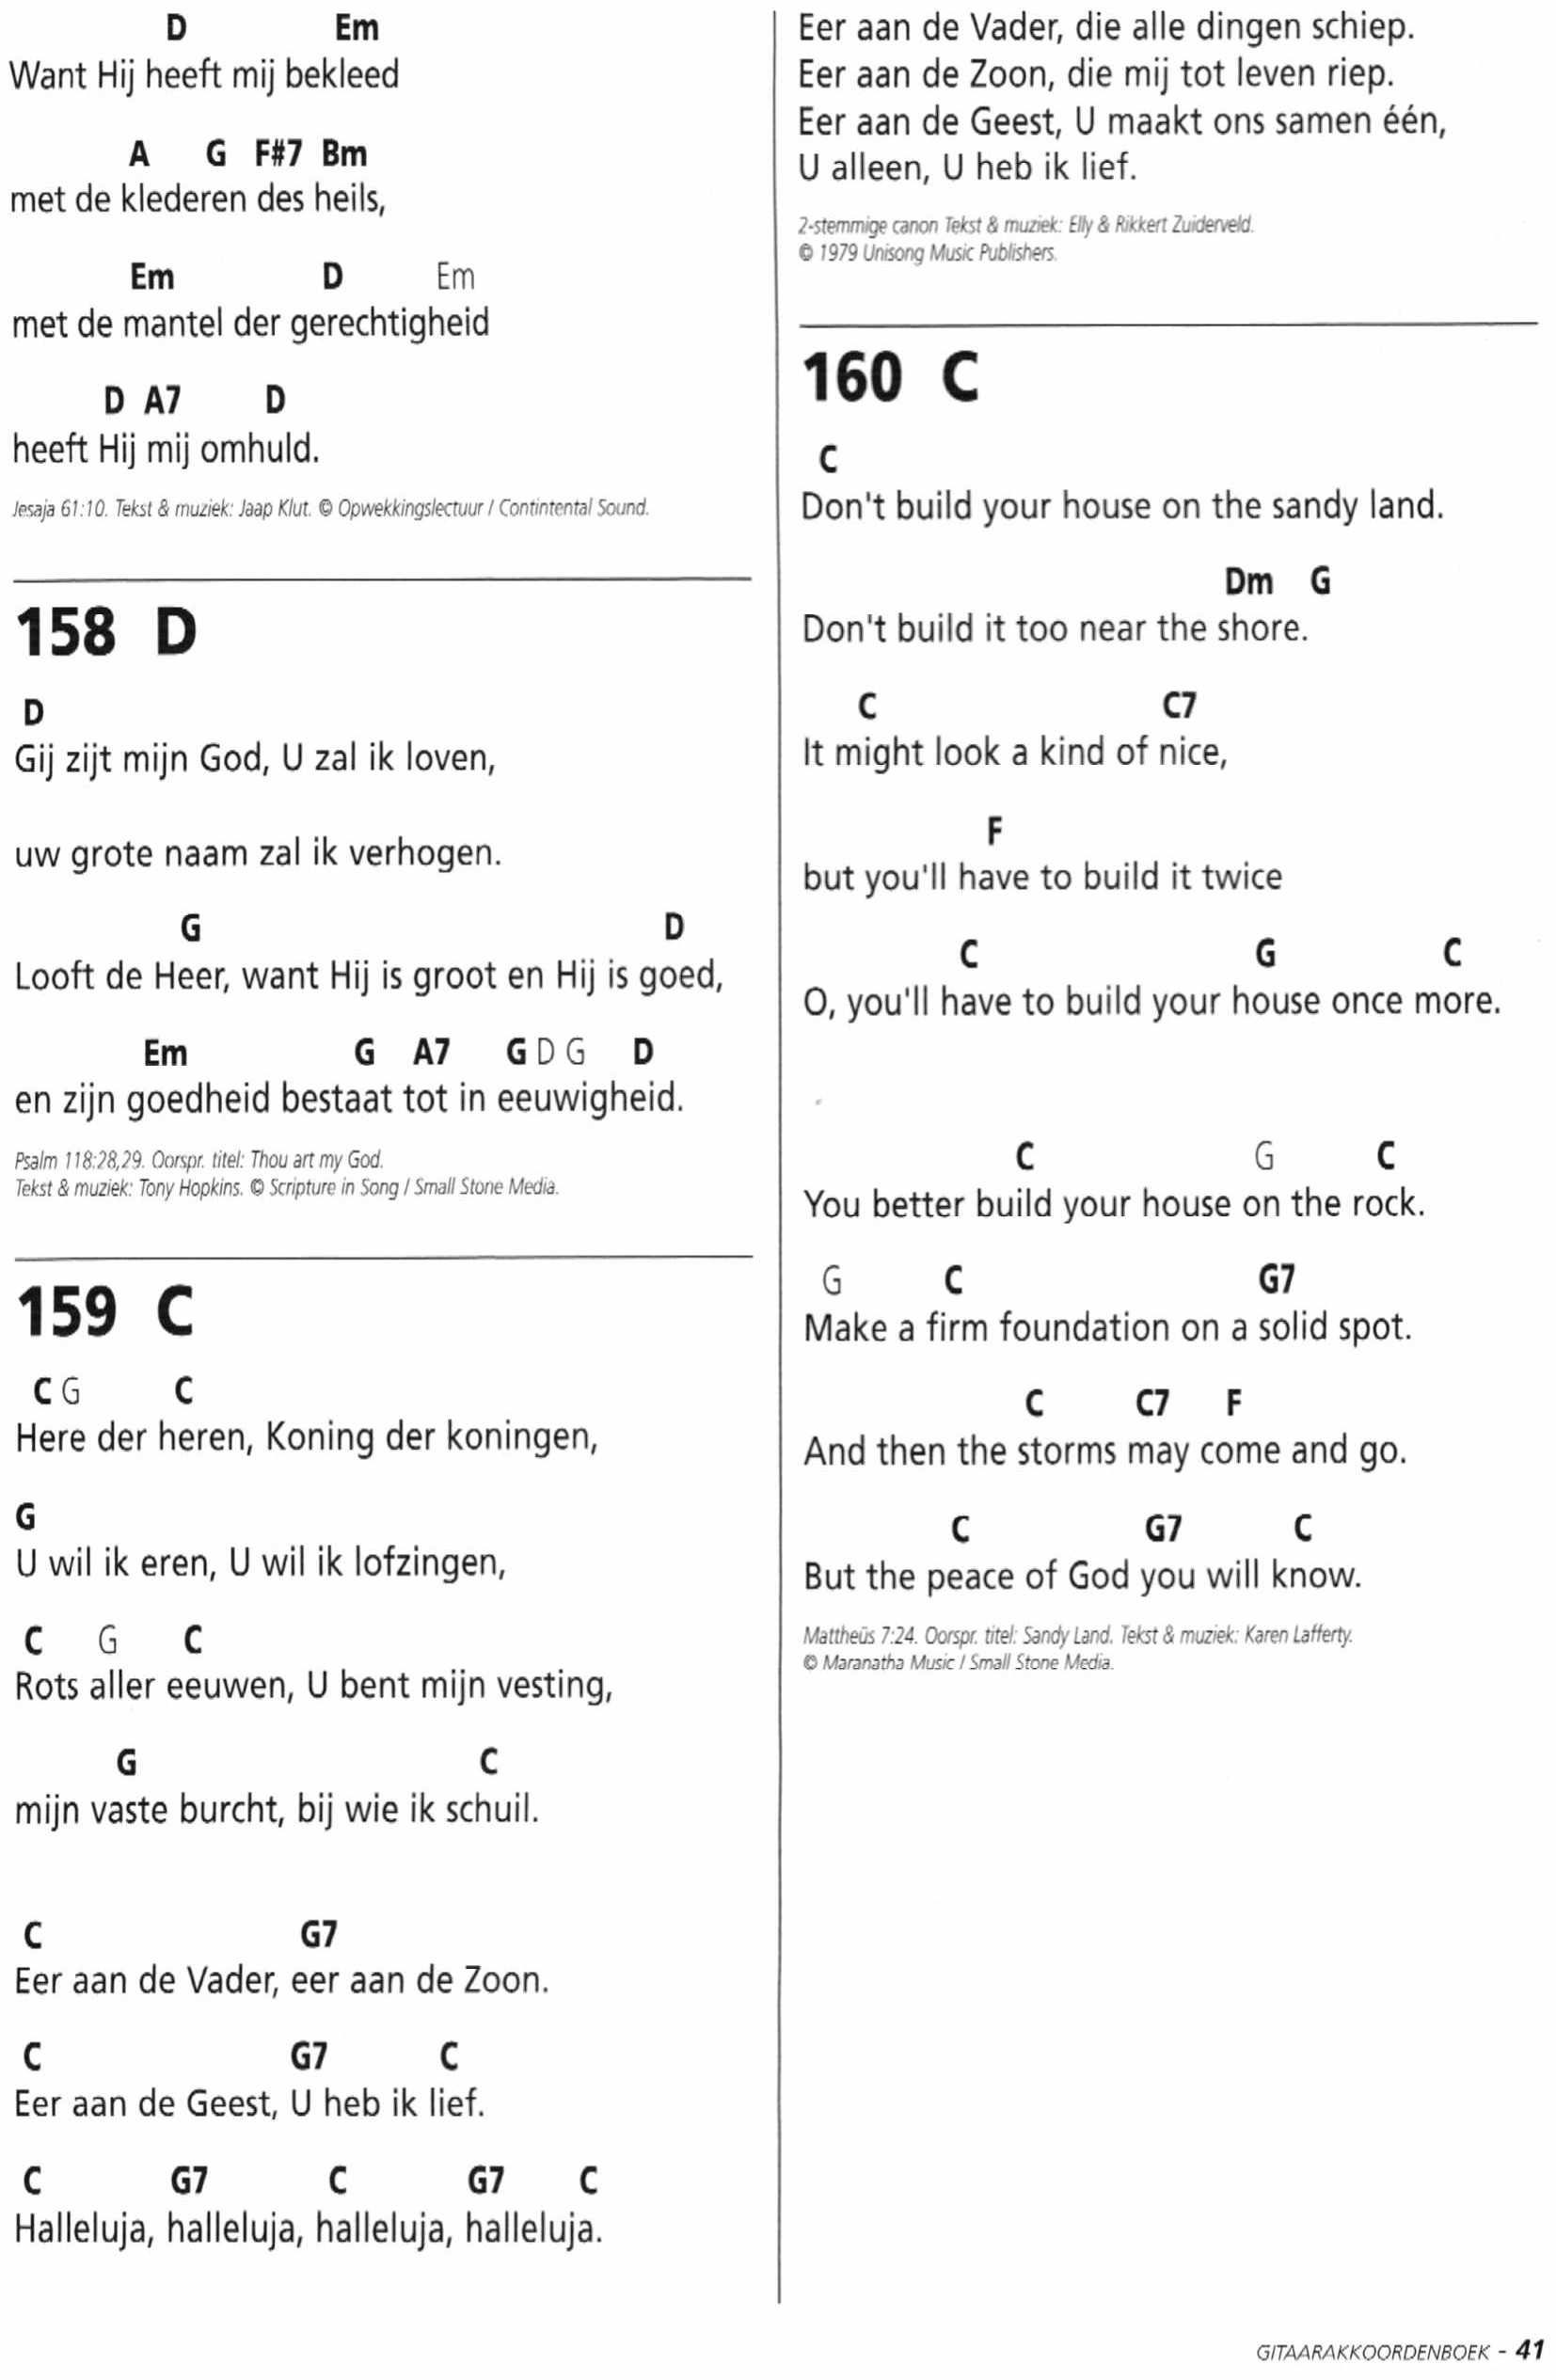 D Em
Want Hij heeft mij bekleed
A G F#7 Bm
met de klederen des heils,
Em D Em
met de mantel der gerechtigheid
D A7 D
heeft Hij mij omhuld.
Jesaja 61:10. Tekst & muziek: Jaap Klut. © Opwekkingslectuur / Contintental Sound.
158 D
D
Gij zijt mijn God, U zal ik loven,
uw grote naam zal ik verhogen.
G D
Looft de Heer, want Hij is groot en Hij is goed,
Em G A7 G D G D
en zijn goedheid bestaat tot in eeuwigheid.
Psalm 118:28,29. Oorspr. titel: Thou art my God.
Tekst & muziek: Tony Hopkins. © Scripture in Song / Small Stone Media.
159 C
C G C
Here der heren, Koning der koningen,
G
U wil ik eren, U wil ik lofzingen,
C G C
Rots aller eeuwen, U bent mijn vesting,
G C
mijn vaste burcht, bij wie ik schuil.
C G7
Eer aan de Vader, eer aan de Zoon.
C G7 C
Eer aan de Geest, U heb ik lief.
C G7 C G7 C
Halleluja, halleluja, halleluja, halleluja.
Eer aan de Vader, die alle dingen schiep.
Eer aan de Zoon, die mij tot leven riep.
Eer aan de Geest, U maakt ons samen één,
U alleen, U heb ik lief.
2-stemmige canon Tekst & muziek: Elly & Rikkert Zuiderveld.
© 1979 Unisong Music Publishers.
160 C
C
Don't build your house on the sandy land.
Dm G
Don't build it too near the shore.
C C7
It might look a kind of nice,
F
but you'll have to build it twice
C G C
O, you'll have to build your house once more.
C G C
You better build your house on the rock.
G C G7
Make a firm foundation on a solid spot.
C C7 F
And then the storms may come and go.
C G7 C
But the peace of God you will know.
Mattheüs 7:24. Oorspr. titel: Sandy Land. Tekst & muziek: Karen Lafferty.
© Maranatha Music / Small Stone Media.
GITAARAKKOORDENBOEK - 41